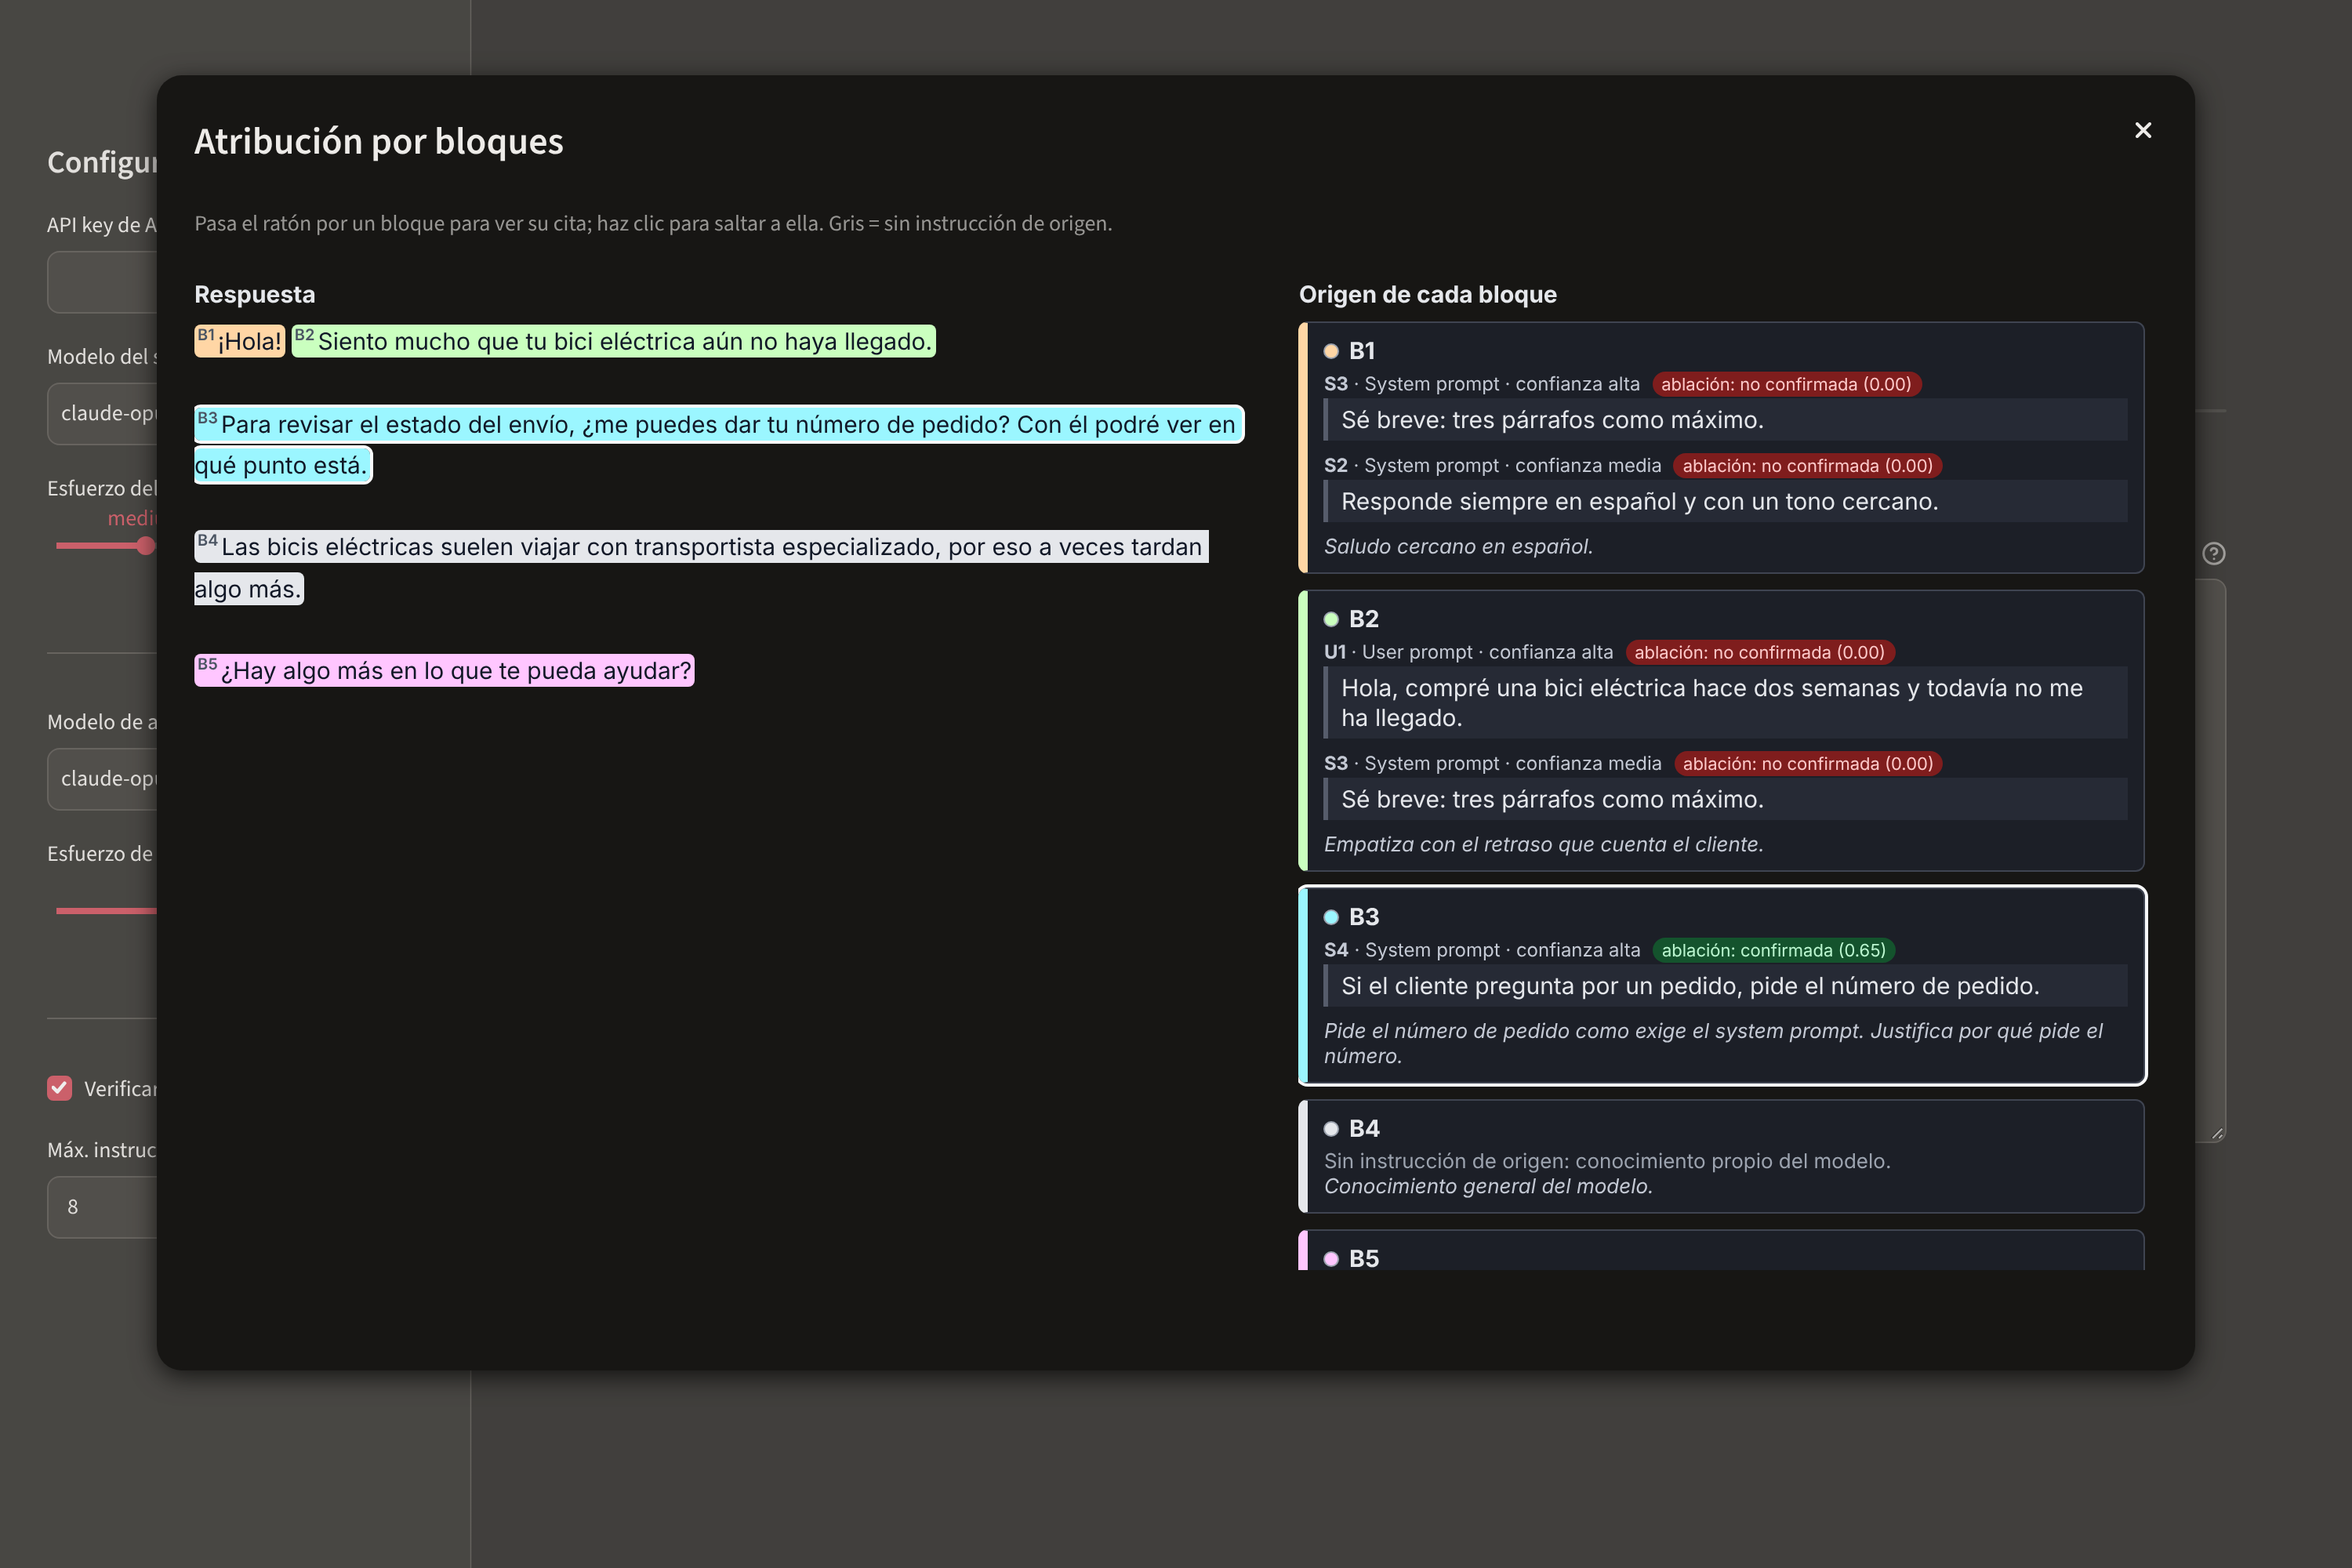 Atribución por bloques
Pasa el ratón por un bloque para ver su cita; haz clic para saltar a ella. Gris = sin instrucción de origen.
Respuesta
B1 ¡Hola! B2 Siento mucho que tu bici eléctrica aún no haya llegado.
B3 Para revisar el estado del envío, ¿me puedes dar tu número de pedido? Con él podré ver en
qué punto está.
B4 Las bicis eléctricas suelen viajar con transportista especializado, por eso a veces tardan
algo más.
B5 ¿Hay algo más en lo que te pueda ayudar?
Origen de cada bloque
B1
S3 · System prompt · confianza alta ablación: no confirmada (0.00)
Sé breve: tres párrafos como máximo.
S2 · System prompt · confianza media ablación: no confirmada (0.00)
Responde siempre en español y con un tono cercano.
Saludo cercano en español.
B2
U1 · User prompt · confianza alta ablación: no confirmada (0.00)
Hola, compré una bici eléctrica hace dos semanas y todavía no me
ha llegado.
S3 · System prompt · confianza media ablación: no confirmada (0.00)
Sé breve: tres párrafos como máximo.
Empatiza con el retraso que cuenta el cliente.
B3
S4 · System prompt · confianza alta ablación: confirmada (0.65)
Si el cliente pregunta por un pedido, pide el número de pedido.
Pide el número de pedido como exige el system prompt. Justifica por qué pide el
número.
B4
Sin instrucción de origen: conocimiento propio del modelo.
Conocimiento general del modelo.
B5
API key de
Modelo del
Esfuerzo del
Modelo de
Esfuerzo de
Verificar
Máx.
8